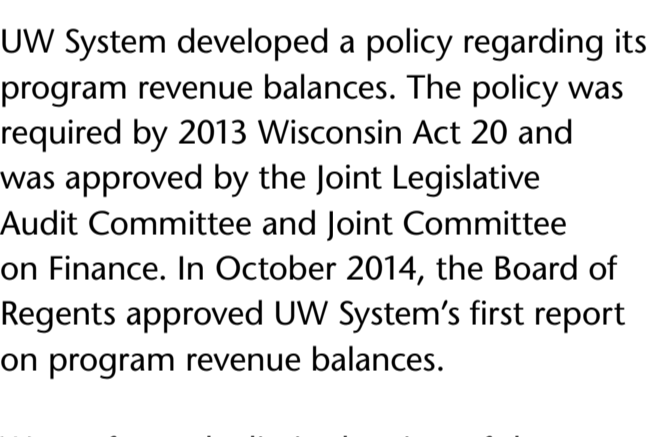 UW System developed a policy regarding its
program revenue balances. The policy was
required by 2013 Wisconsin Act 20 and
was approved by the Joint Legislative
Audit Committee and Joint Committee
on Finance. In October 2014, the Board of
Regents approved UW System’s first report
on program revenue balances.